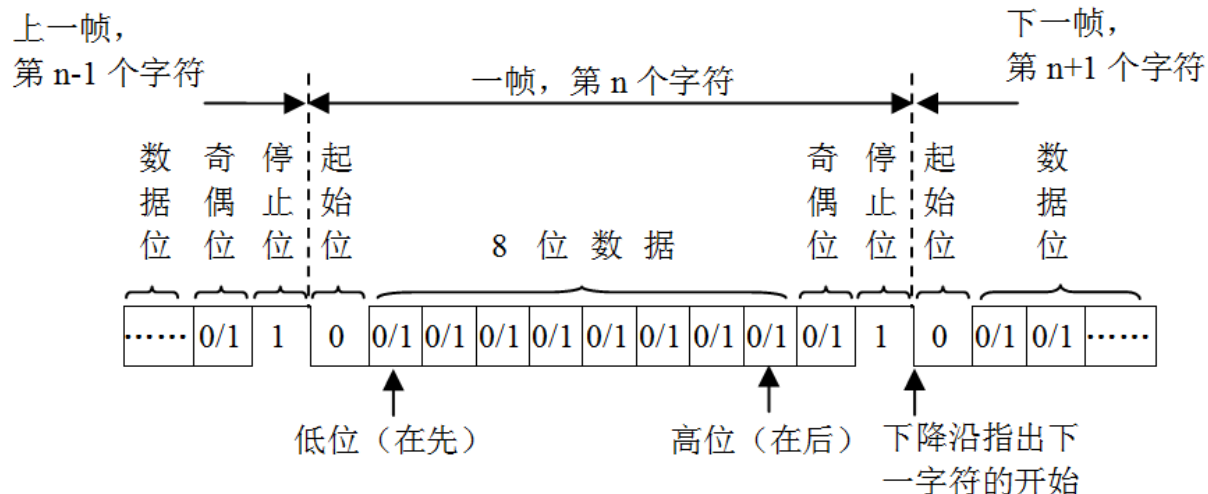 上一帧，
第 n-1 个字符
一帧，第 n 个字符
下一帧，
第 n+1 个字符
数据位 奇偶位 停止位 起始位 8 位 数 据 奇偶位 停止位 起始位 数据位
…… 0/1 1 0 0/1 0/1 0/1 0/1 0/1 0/1 0/1 0/1 0/1 1 0 0/1 0/1 ……
低位（在先）
高位（在后）
下降沿指出下
一字符的开始